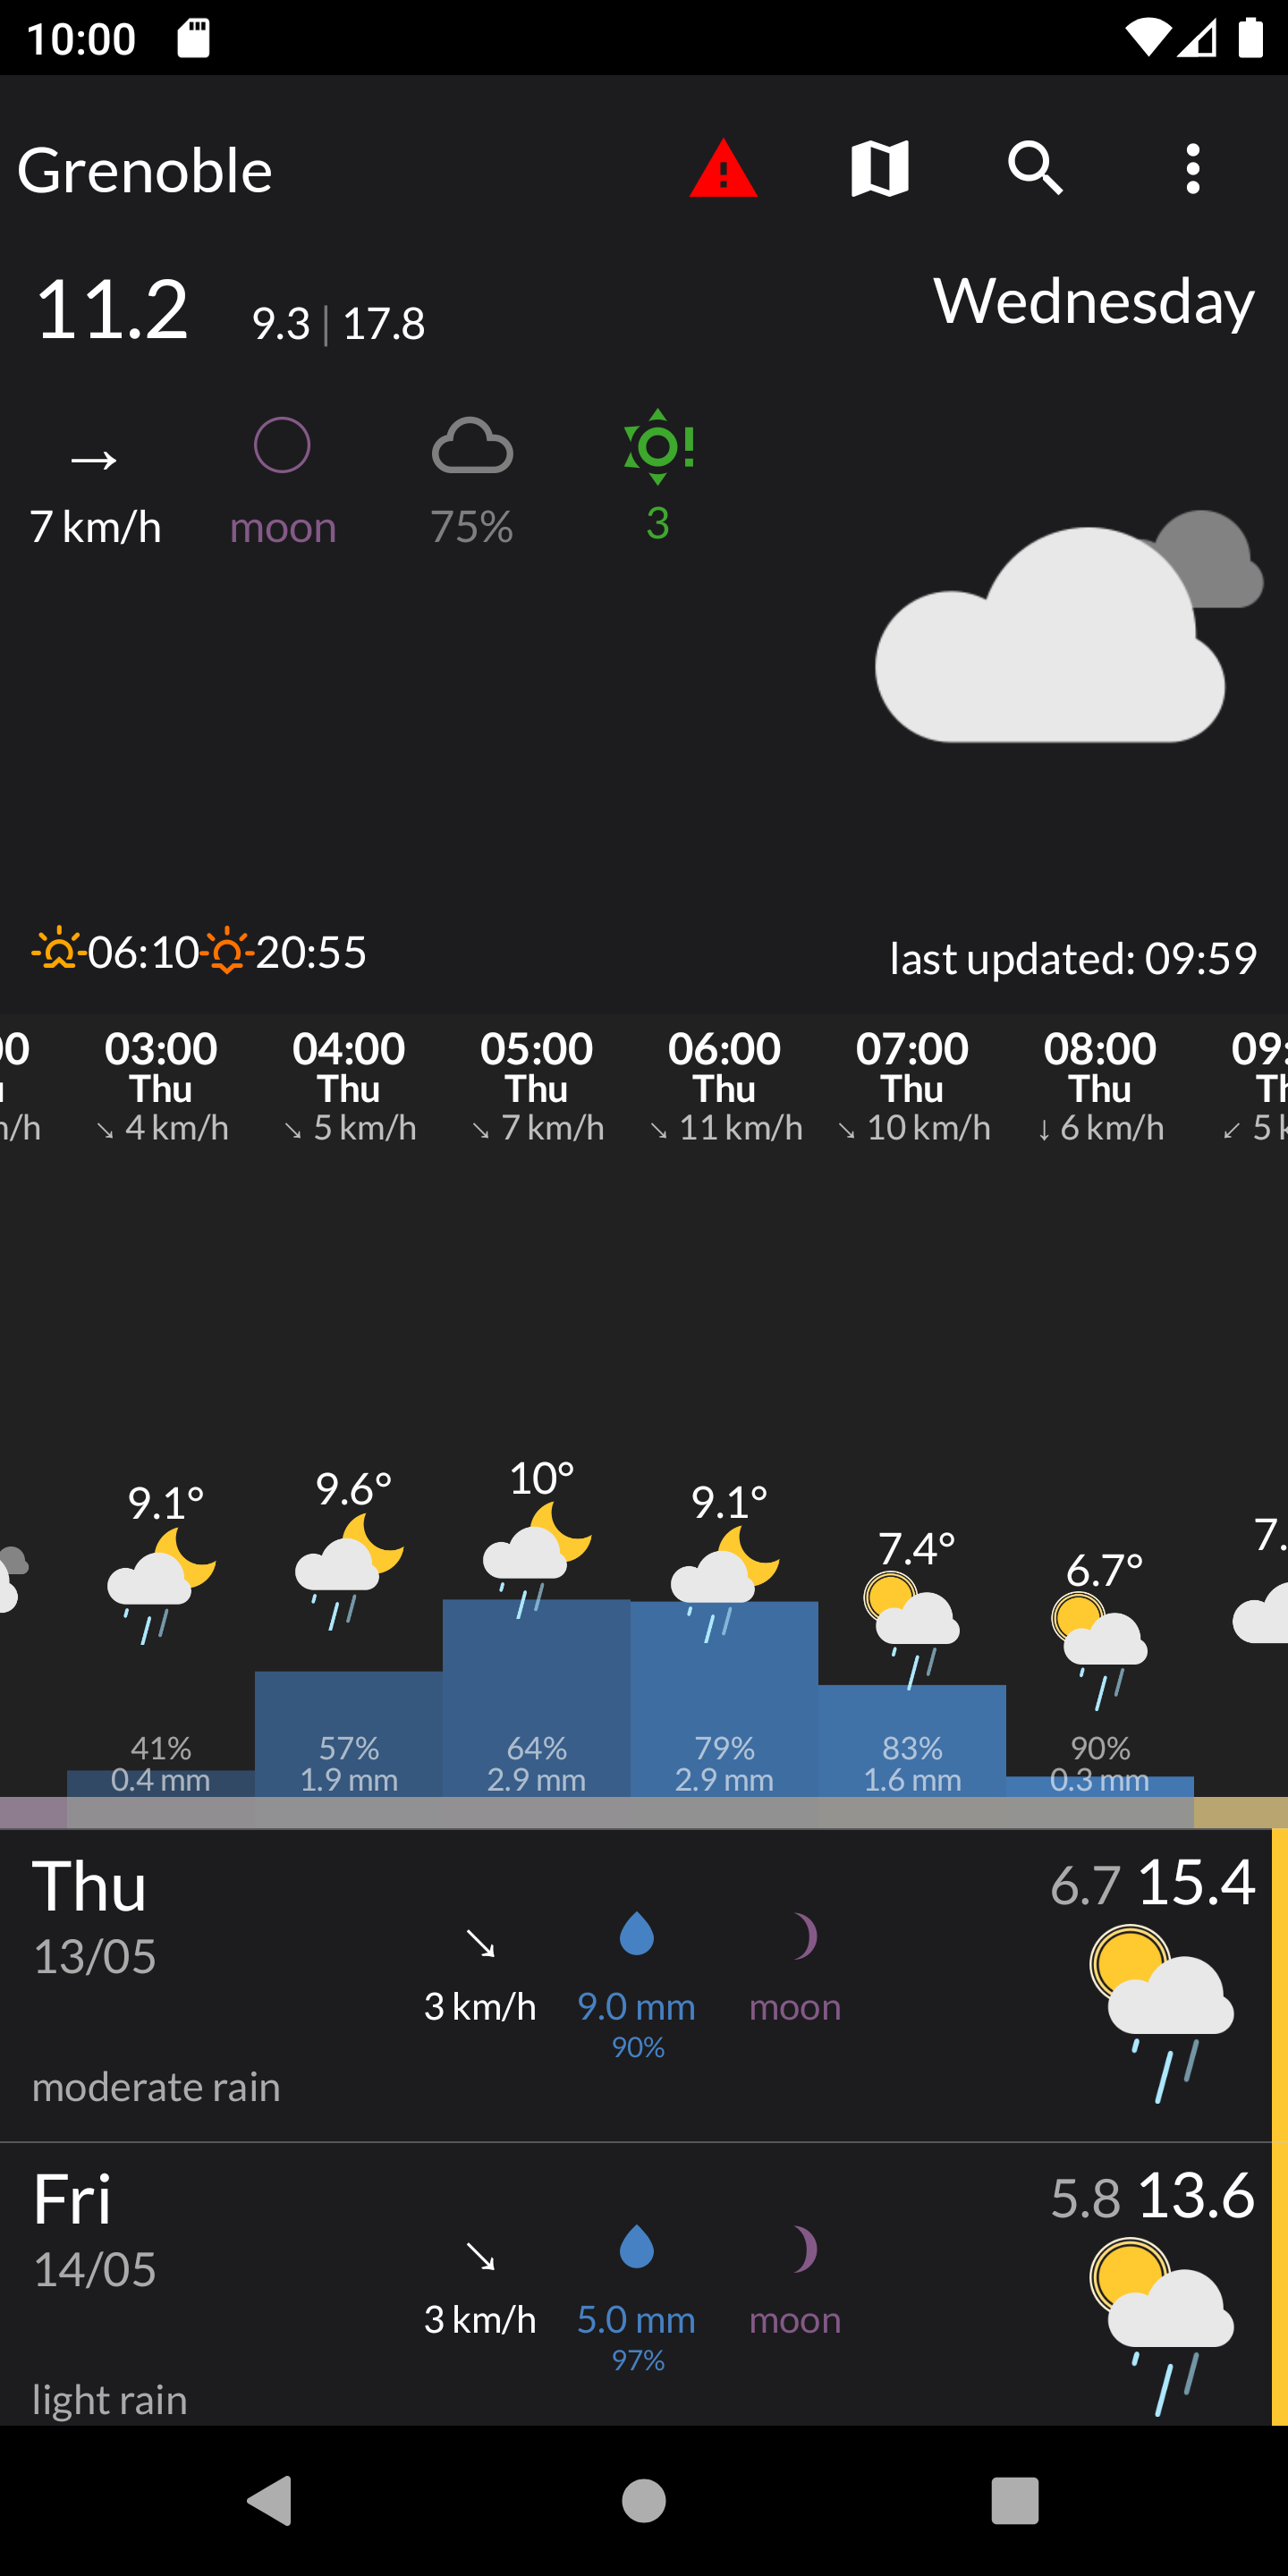 10:00
Grenoble
11.2 9.3 | 17.8 Wednesday
→
7 km/h moon 75% 3
06:10 20:55 last updated: 09:59
03:00 04:00 05:00 06:00 07:00 08:00
Thu Thu Thu Thu Thu Thu
↘ 4 km/h ↘ 5 km/h ↘ 7 km/h ↘ 11 km/h ↘ 10 km/h ↓ 6 km/h
9.1° 9.6° 10° 9.1° 7.4° 6.7°
41% 57% 64% 79% 83% 90%
0.4 mm 1.9 mm 2.9 mm 2.9 mm 1.6 mm 0.3 mm
Thu 6.7 15.4
13/05
↘
3 km/h 9.0 mm moon
90%
moderate rain
Fri 5.8 13.6
14/05
↘
3 km/h 5.0 mm moon
97%
light rain